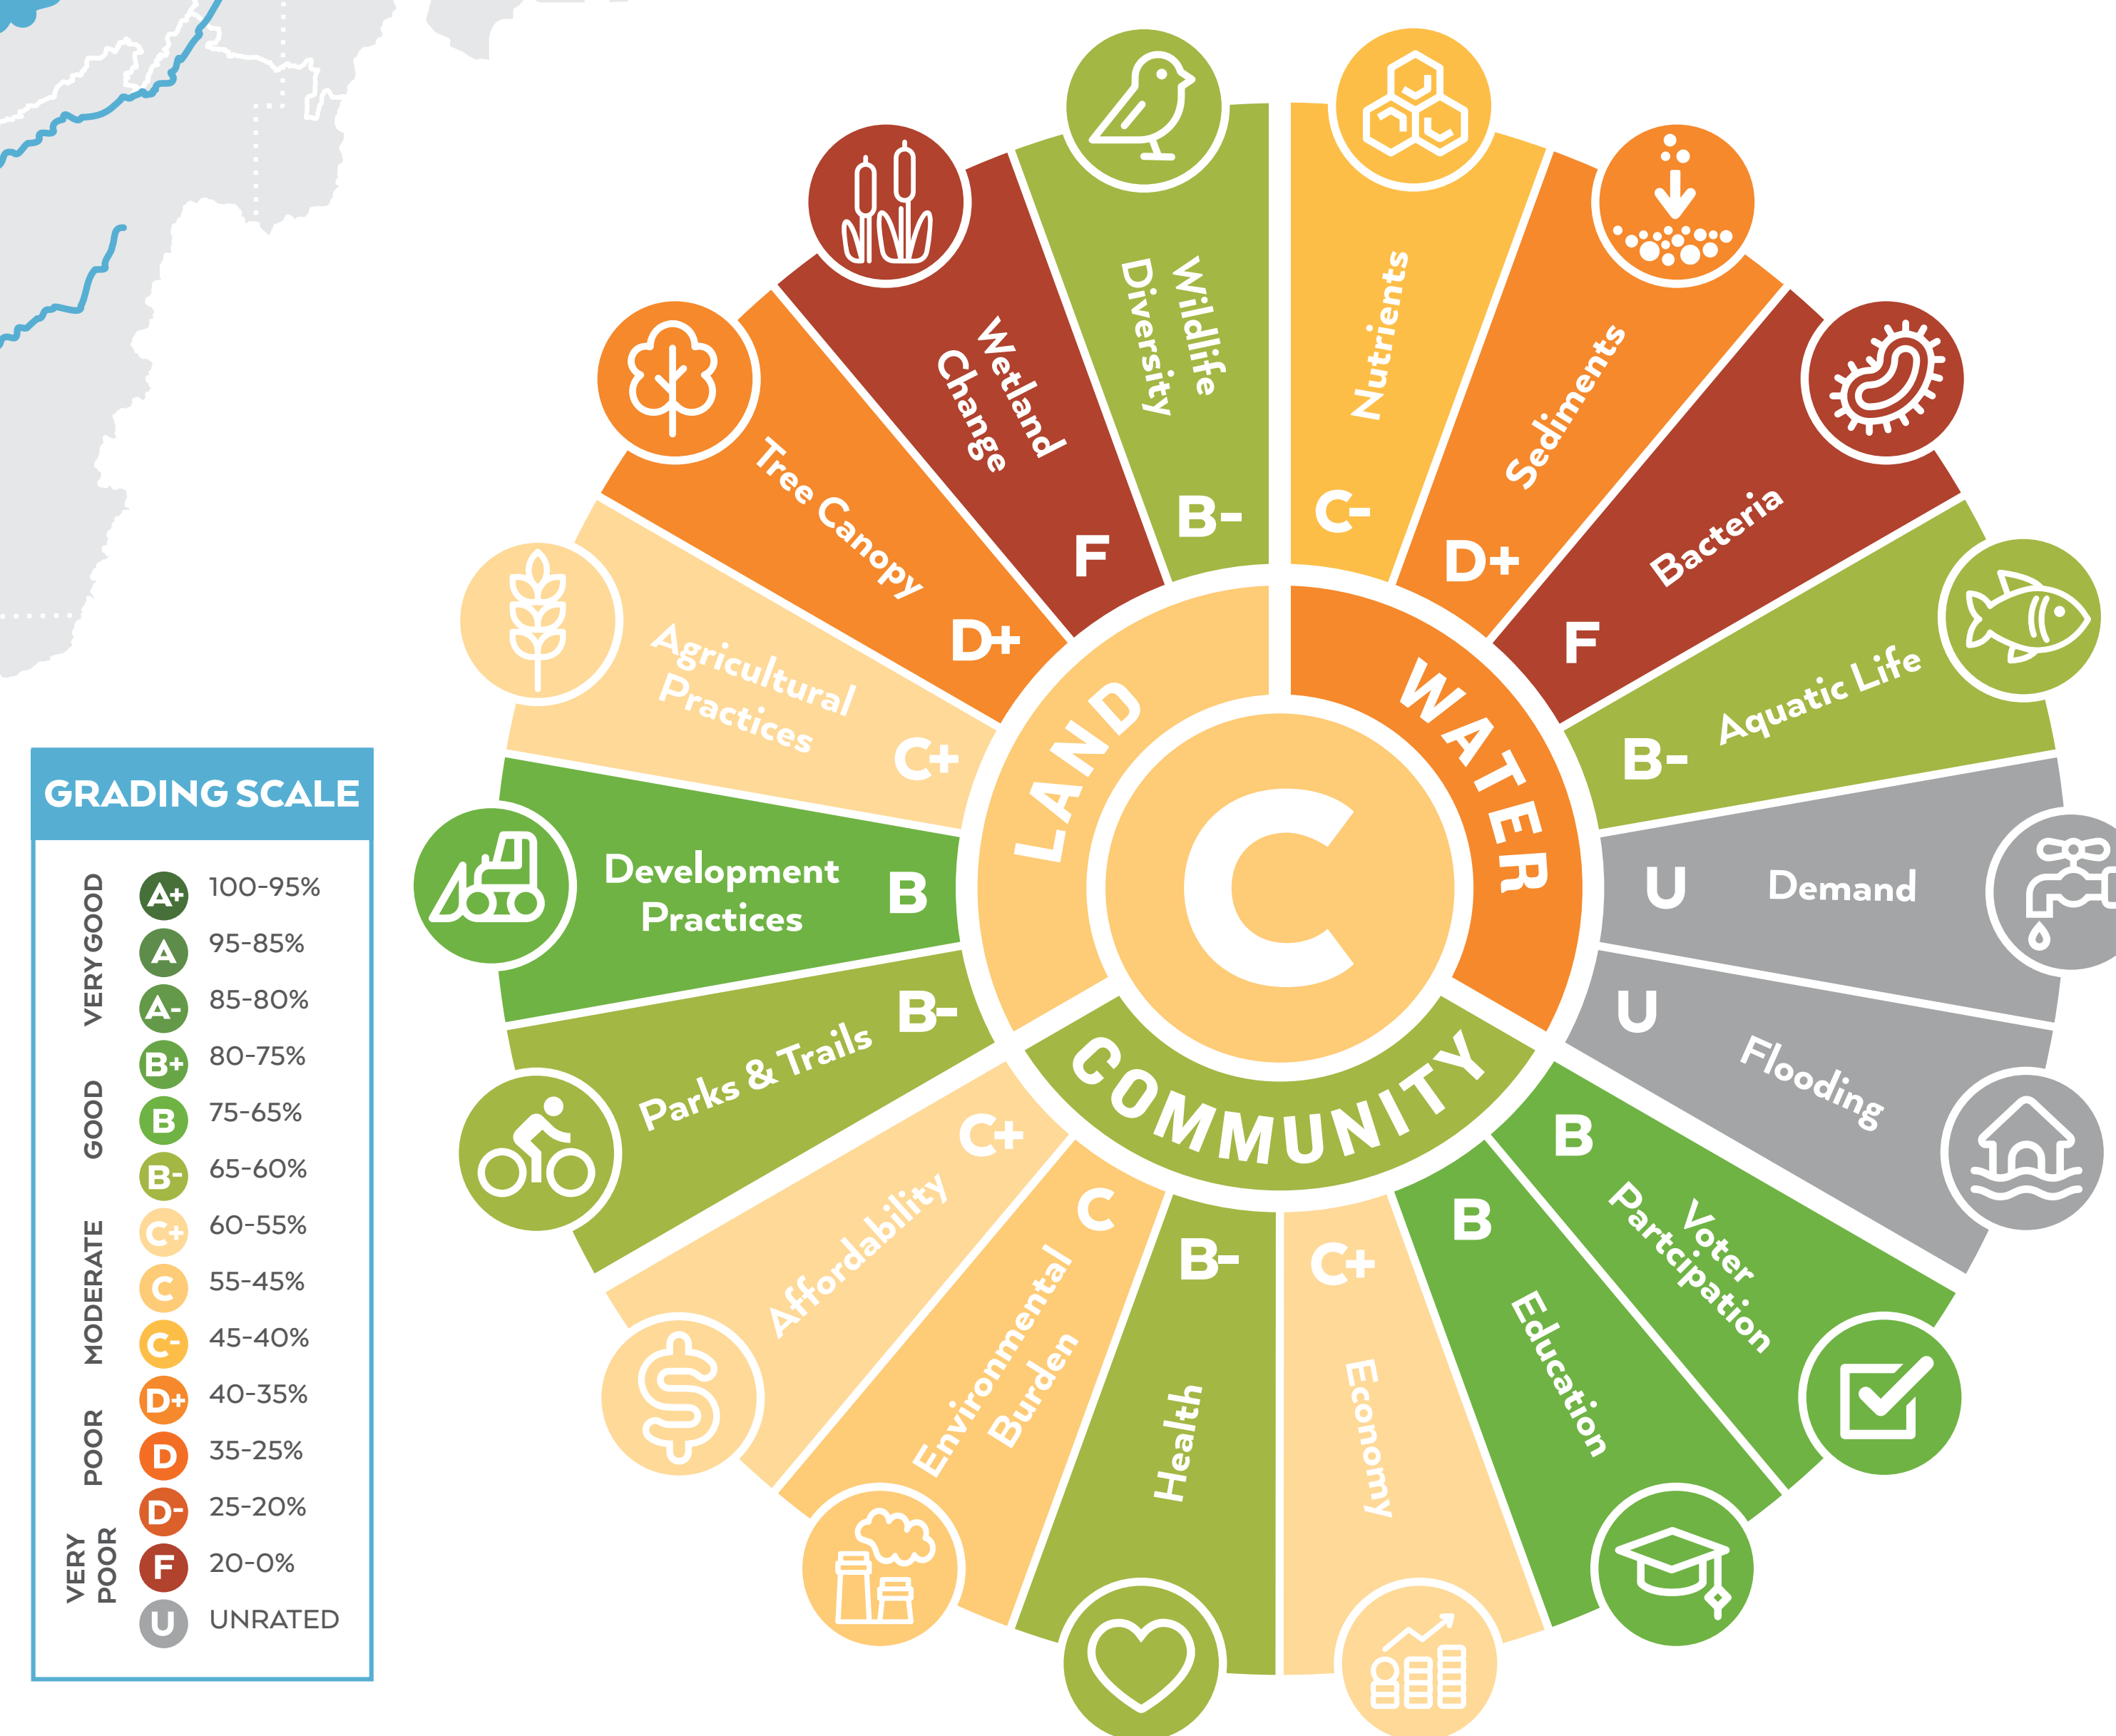 GRADING SCALE
VERY GOOD
A+ 100-95%
A 95-85%
A- 85-80%
GOOD
B+ 80-75%
B 75-65%
B- 65-60%
MODERATE
C+ 60-55%
C 55-45%
C- 45-40%
POOR
D+ 40-35%
D 35-25%
D- 25-20%
VERY
POOR
F 20-0%
U UNRATED
C
LAND
WATER
COMMUNITY
Nutrients
C-
Sediments
D+
Bacteria
F
Aquatic Life
B-
Demand
U
Flooding
U
Voter
Partcipation
B
Education
B
Economy
C+
Health
B-
Environmental
Burden
C
Affordability
C+
Parks & Trails
B-
Development
Practices
B
Agricultural
Practices
C+
Tree Canopy
D+
Wetland
Change
F
Wildlife
Diversity
B-